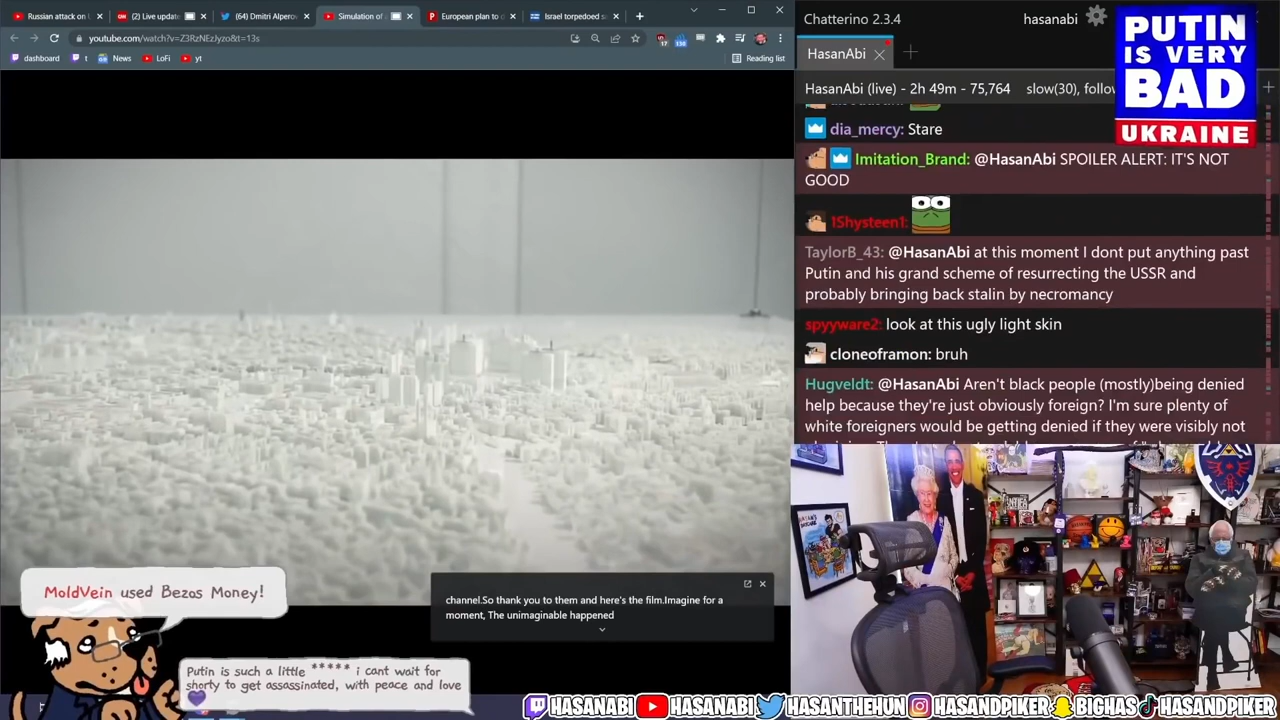 Russian attack on U
(2) Live update
(64) Dmitri Alperov
Simulation of
European plan to d
Israel torpedoed s
youtube.com/watch?v=Z3RzNEzJyzo&t=13s
dashboard
t
News
LoFi
yt
Reading list
Chatterino 2.3.4
hasanabi
HasanAbi
HasanAbi (live) - 2h 49m - 75,764
slow(30), follow
PUTIN
IS VERY
BAD
UKRAINE
dia_mercy: Stare
Imitation_Brand: @HasanAbi SPOILER ALERT: IT'S NOT
GOOD
1Shysteen1:
TaylorB_43: @HasanAbi at this moment I dont put anything past
Putin and his grand scheme of resurrecting the USSR and
probably bringing back stalin by necromancy
spyyware2: look at this ugly light skin
cloneoframon: bruh
Hugveldt: @HasanAbi Aren't black people (mostly)being denied
help because they're just obviously foreign? I'm sure plenty of
white foreigners would be getting denied if they were visibly not
channel.So thank you to them and here's the film.Imagine for a
moment, The unimaginable happened
MoldVein used Bezos Money!
Putin is such a little ***** i cant wait for
shorty to get assassinated, with peace and love
HASANABI
HASANABI
HASANTHEHUN
HASANDPIKER
BIGHAS
HASANDPIKER